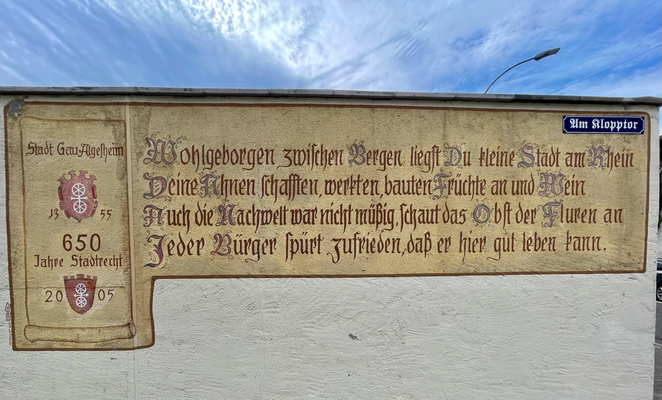 Stadt Gau Algesheim
1355
650
Jahre Stadtrecht
2005
Am Klopptor
Wohlgeborgen zwischen Bergen liegst Du kleine Stadt am Rhein
Deine Ahnen schafften, werkten, bauten Früchte an und Wein
Auch die Nachwelt war nicht müßig, schaut das Obst der Fluren an
Jeder Bürger spürt zufrieden, daß er hier gut leben kann.